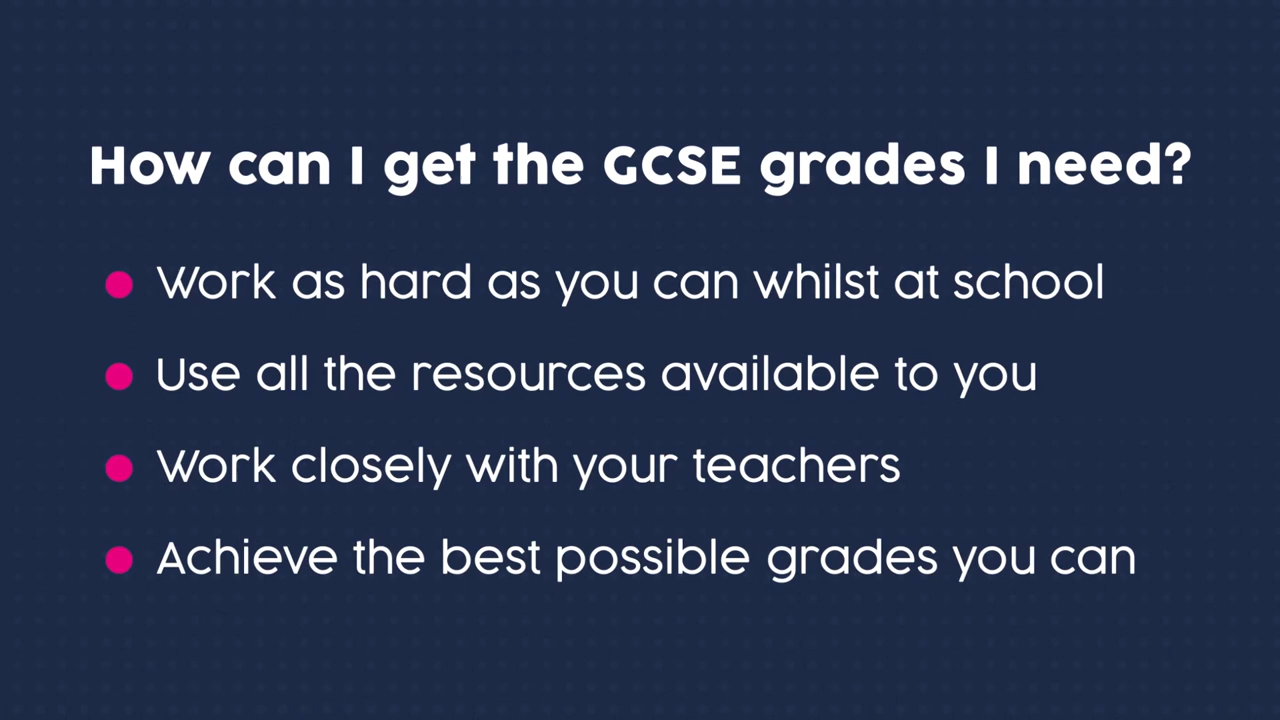 How can I get the GCSE grades I need?
Work as hard as you can whilst at school
Use all the resources available to you
Work closely with your teachers
Achieve the best possible grades you can